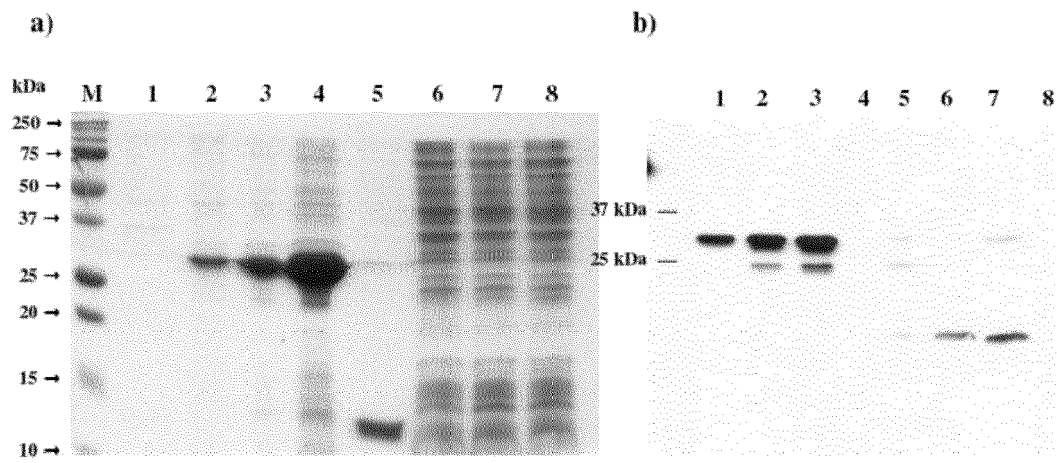 a)
kDa M 1 2 3 4 5 6 7 8
250 →
75 →
50 →
37 →
25 →
20 →
15 →
10 →
b)
1 2 3 4 5 6 7 8
37 kDa —
25 kDa —